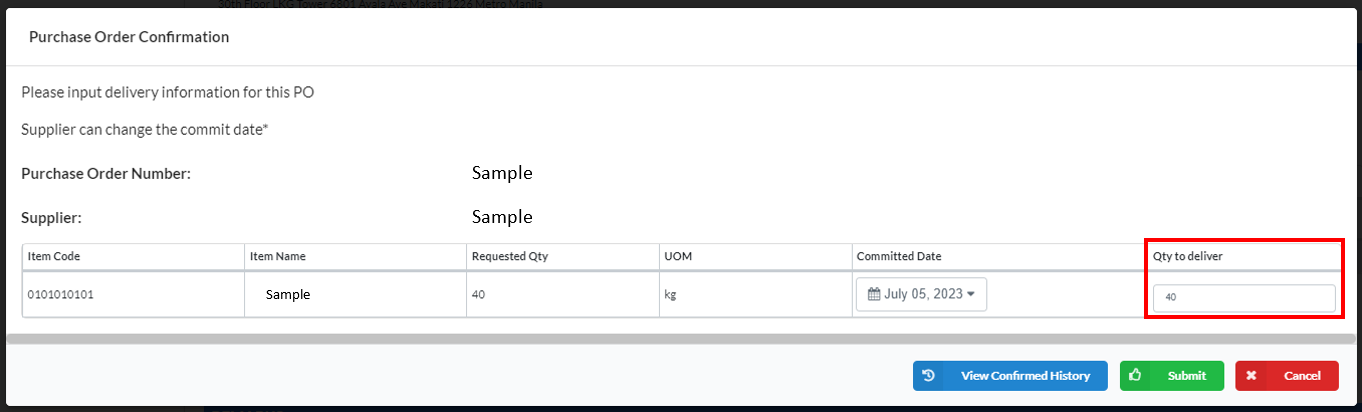 30th Floor LKG Tower 6801 Ayala Ave Makati 1226 Metro Manila
Purchase Order Confirmation
Please input delivery information for this PO
Supplier can change the commit date*
Purchase Order Number: Sample
Supplier: Sample
Item Code Item Name Requested Qty UOM Committed Date Qty to deliver
0101010101 Sample 40 kg July 05, 2023 40
View Confirmed History Submit Cancel